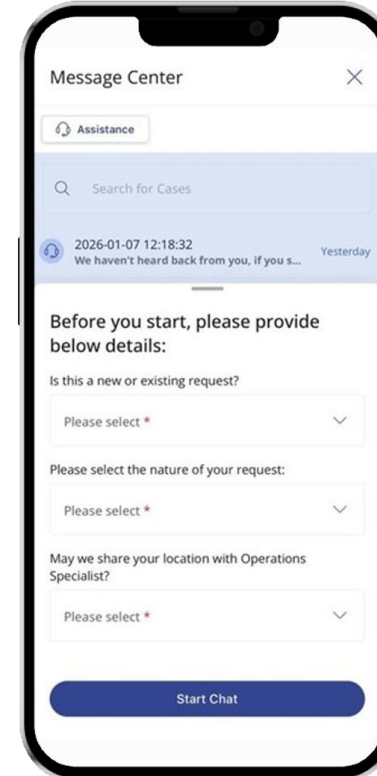 Message Center
Assistance
Search for Cases
2026-01-07 12:18:32
We haven't heard back from you, if you s...
Yesterday
Before you start, please provide
below details:
Is this a new or existing request?
Please select *
Please select the nature of your request:
Please select *
May we share your location with Operations
Specialist?
Please select *
Start Chat